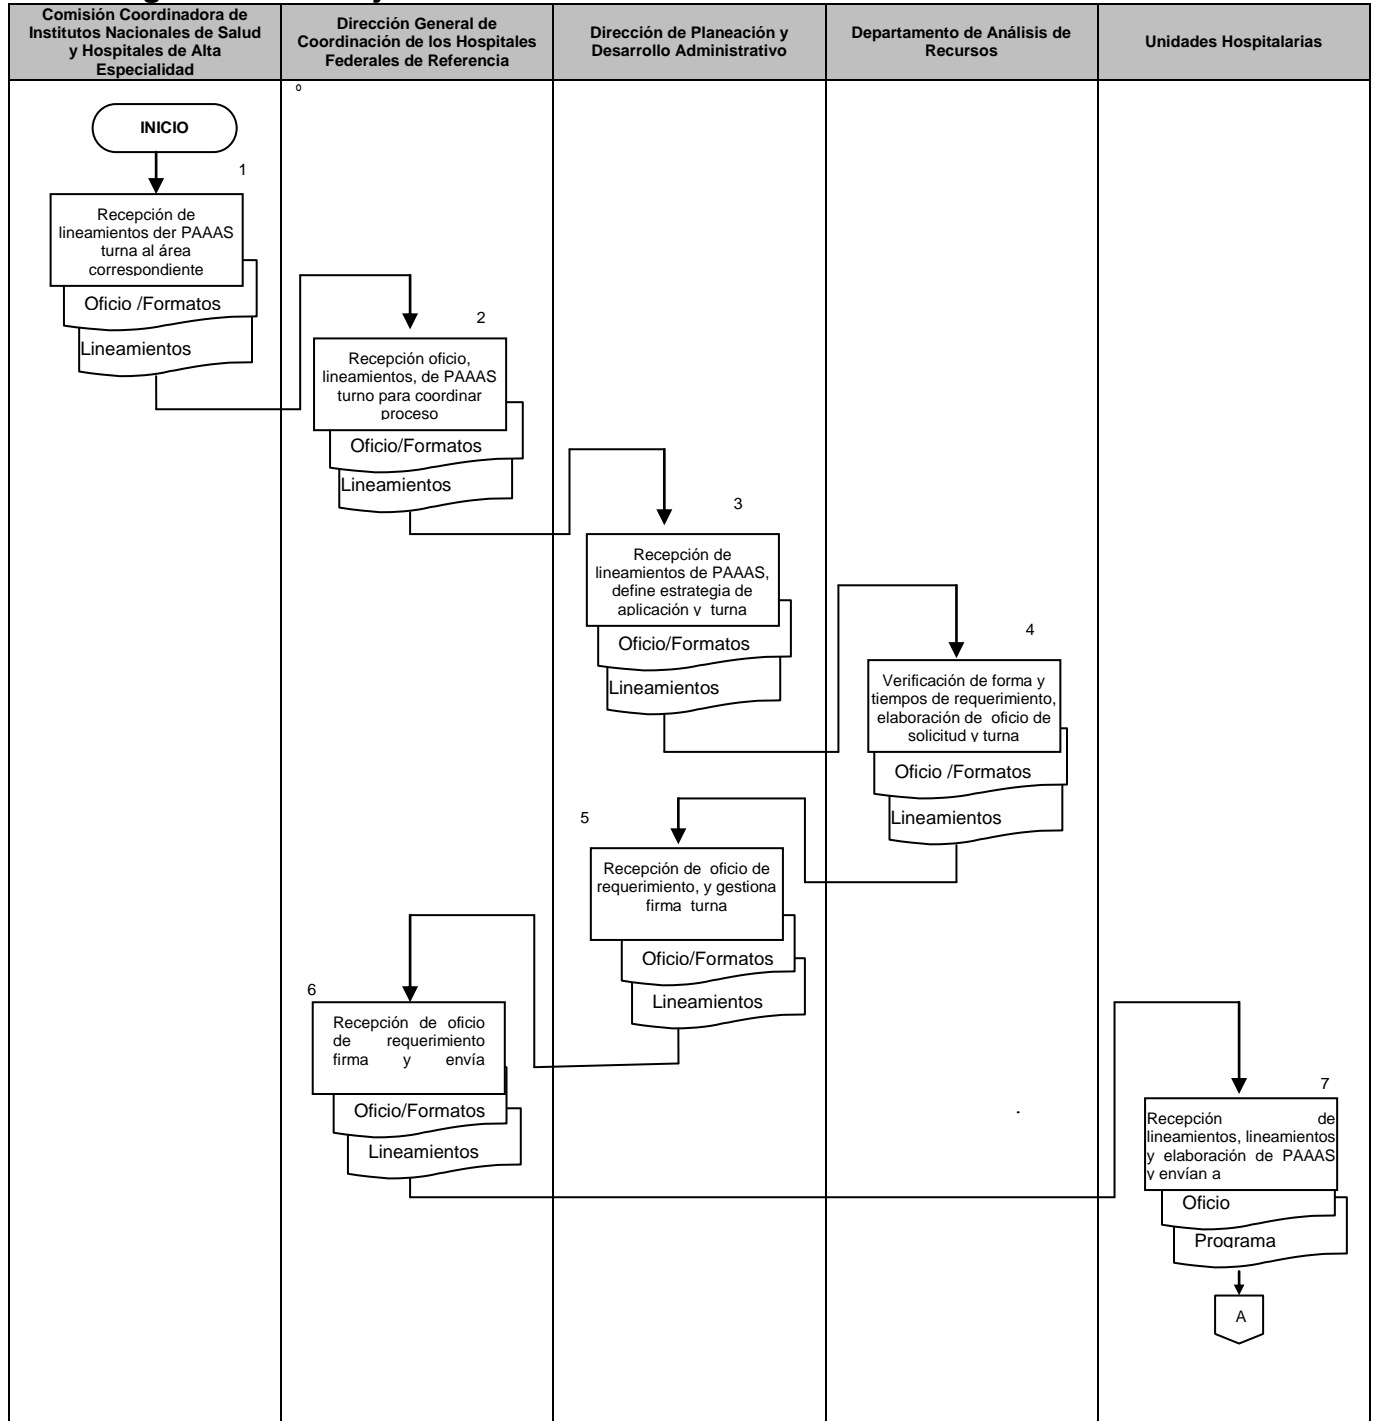 Comisión Coordinadora de
Institutos Nacionales de Salud
y Hospitales de Alta
Especialidad
Dirección General de
Coordinación de los Hospitales
Federales de Referencia
Dirección de Planeación y
Desarrollo Administrativo
Departamento de Análisis de
Recursos
Unidades Hospitalarias
o
INICIO
1
Recepción de
lineamientos der PAAAS
turna al área
correspondiente
Oficio /Formatos
Lineamientos
2
Recepción oficio,
lineamientos, de PAAAS
turno para coordinar
proceso
Oficio/Formatos
Lineamientos
3
Recepción de
lineamientos de PAAAS,
define estrategia de
aplicación y turna
Oficio/Formatos
Lineamientos
4
Verificación de forma y
tiempos de requerimiento,
elaboración de oficio de
solicitud y turna
Oficio /Formatos
Lineamientos
5
Recepción de oficio de
requerimiento, y gestiona
firma turna
Oficio/Formatos
Lineamientos
6
Recepción de oficio
de requerimiento
firma y envía
Oficio/Formatos
Lineamientos
.
7
Recepción de
lineamientos, lineamientos
y elaboración de PAAAS
y envían a
Oficio
Programa
A